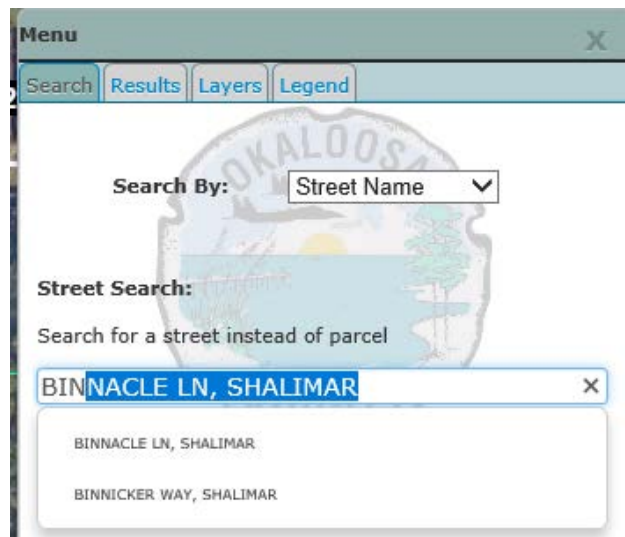 Menu X
Search Results Layers Legend
OKALOOSA
Search By: Street Name
Street Search:
Search for a street instead of parcel
BINNACLE LN, SHALIMAR ×
BINNACLE LN, SHALIMAR
BINNICKER WAY, SHALIMAR